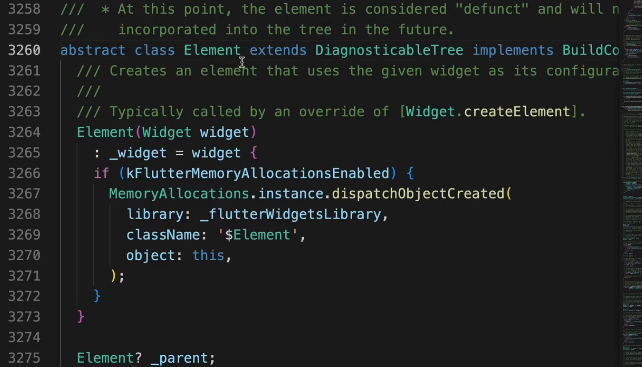 3258 /// * At this point, the element is considered "defunct" and will n
3259 /// incorporated into the tree in the future.
3260 abstract class Element extends DiagnosticableTree implements BuildCo
3261 /// Creates an element that uses the given widget as its configura
3262 ///
3263 /// Typically called by an override of [Widget.createElement].
3264 Element(Widget widget)
3265 : _widget = widget {
3266 if (kFlutterMemoryAllocationsEnabled) {
3267 MemoryAllocations.instance.dispatchObjectCreated(
3268 library: _flutterWidgetsLibrary,
3269 className: '$Element',
3270 object: this,
3271 );
3272 }
3273 }
3274
3275 Element? _parent;